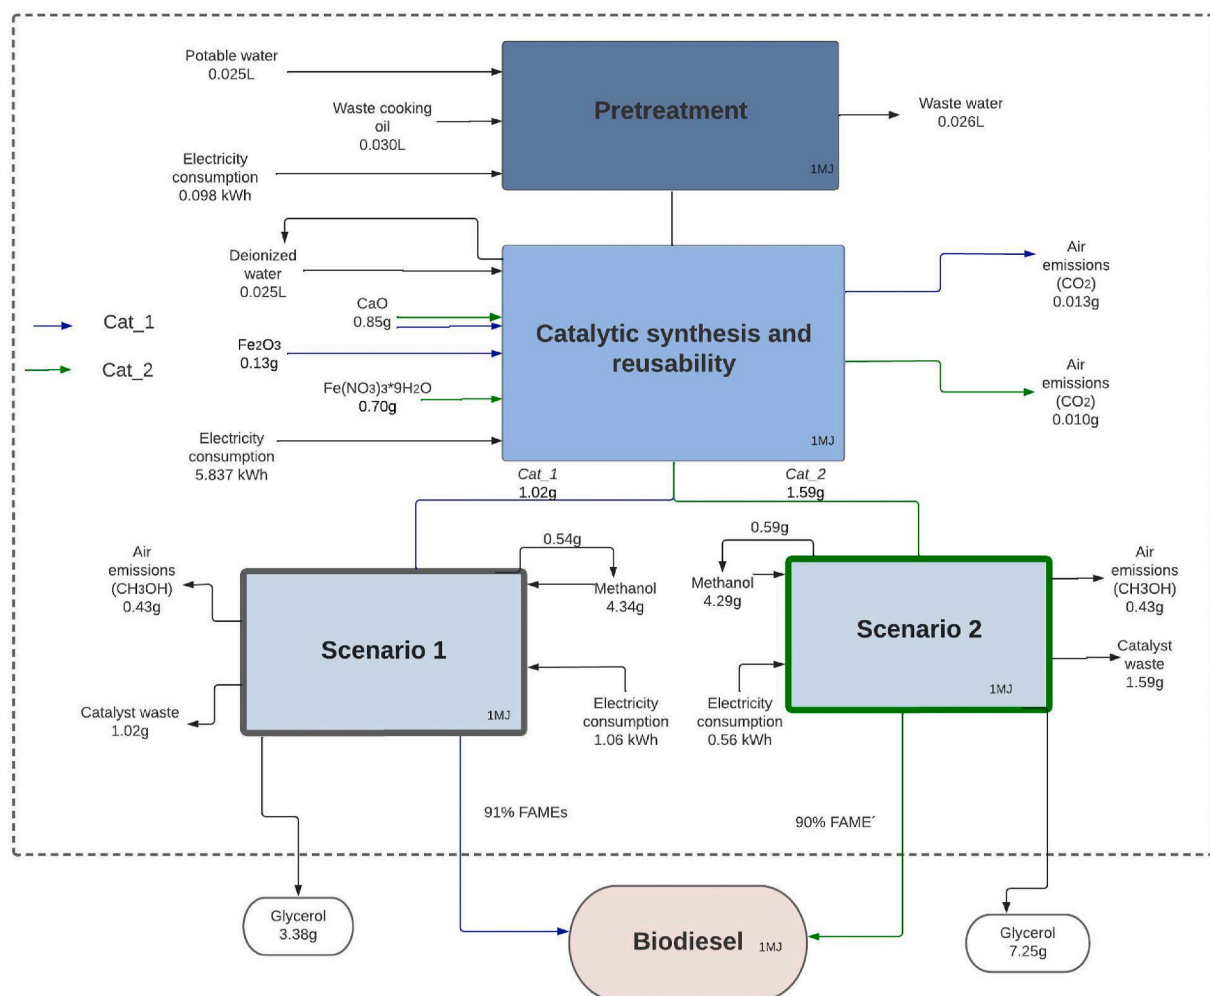 Potable water
0.025L
Waste cooking
oil
0.030L
Electricity
consumption
0.098 kWh
Pretreatment
1MJ
Waste water
0.026L
Deionized
water
0.025L
CaO
0.85g
Fe2O3
0.13g
Fe(NO3)3*9H2O
0.70g
Electricity
consumption
5.837 kWh
Cat_1
Cat_2
Catalytic synthesis and
reusability
1MJ
Air
emissions
(CO2)
0.013g
Air
emissions
(CO2)
0.010g
Cat_1
1.02g
Cat_2
1.59g
Air
emissions
(CH3OH)
0.43g
Catalyst waste
1.02g
Scenario 1
1MJ
0.54g
Methanol
4.34g
Electricity
consumption
1.06 kWh
0.59g
Methanol
4.29g
Electricity
consumption
0.56 kWh
Scenario 2
1MJ
Air
emissions
(CH3OH)
0.43g
Catalyst
waste
1.59g
91% FAMEs
90% FAME´
Glycerol
3.38g
Biodiesel
1MJ
Glycerol
7.25g